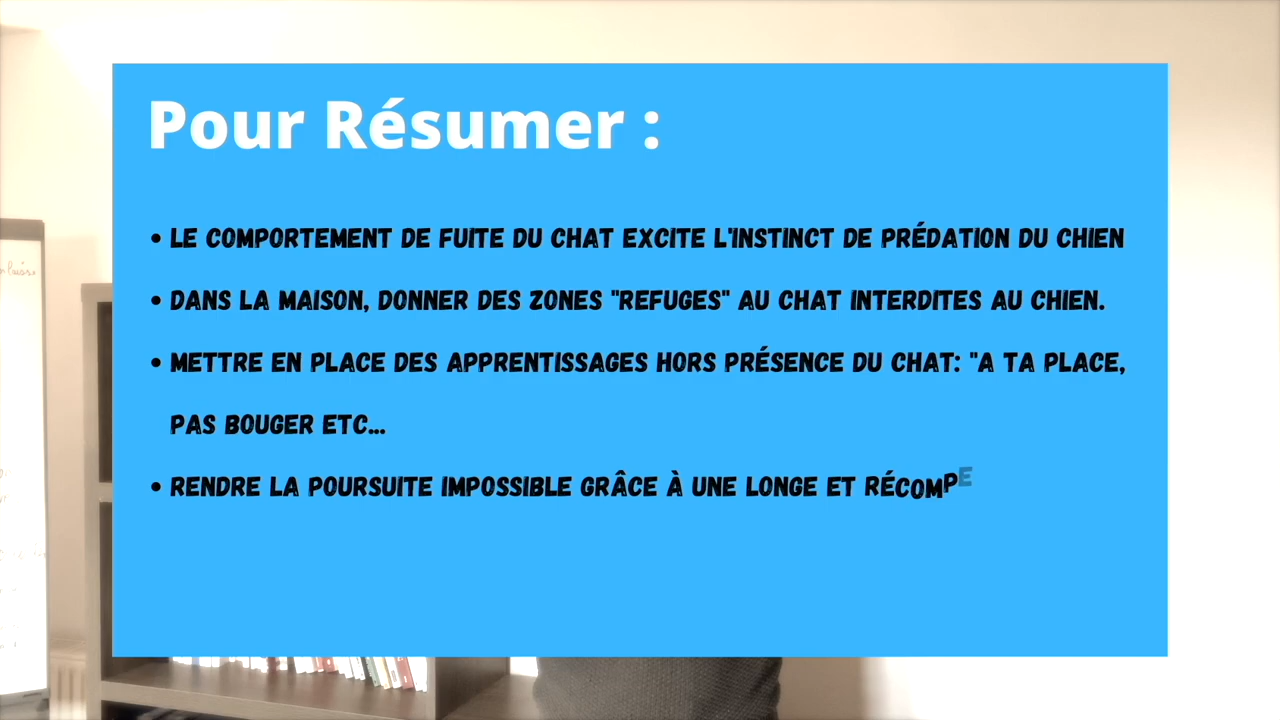 Pour Résumer :
• LE COMPORTEMENT DE FUITE DU CHAT EXCITE L'INSTINCT DE PRÉDATION DU CHIEN
• DANS LA MAISON, DONNER DES ZONES "REFUGES" AU CHAT INTERDITES AU CHIEN.
• METTRE EN PLACE DES APPRENTISSAGES HORS PRÉSENCE DU CHAT: "A TA PLACE,
PAS BOUGER ETC...
• RENDRE LA POURSUITE IMPOSSIBLE GRÂCE À UNE LONGE ET RÉCOMPE